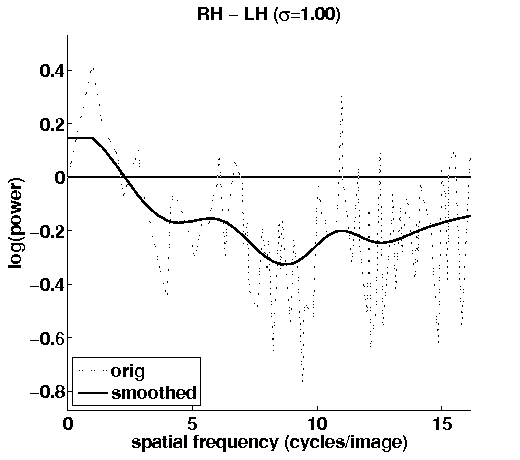 RH − LH (σ=1.00)
0.4
0.2
0
−0.2
−0.4
−0.6
−0.8
log(power)
orig
smoothed
0 5 10 15
spatial frequency (cycles/image)